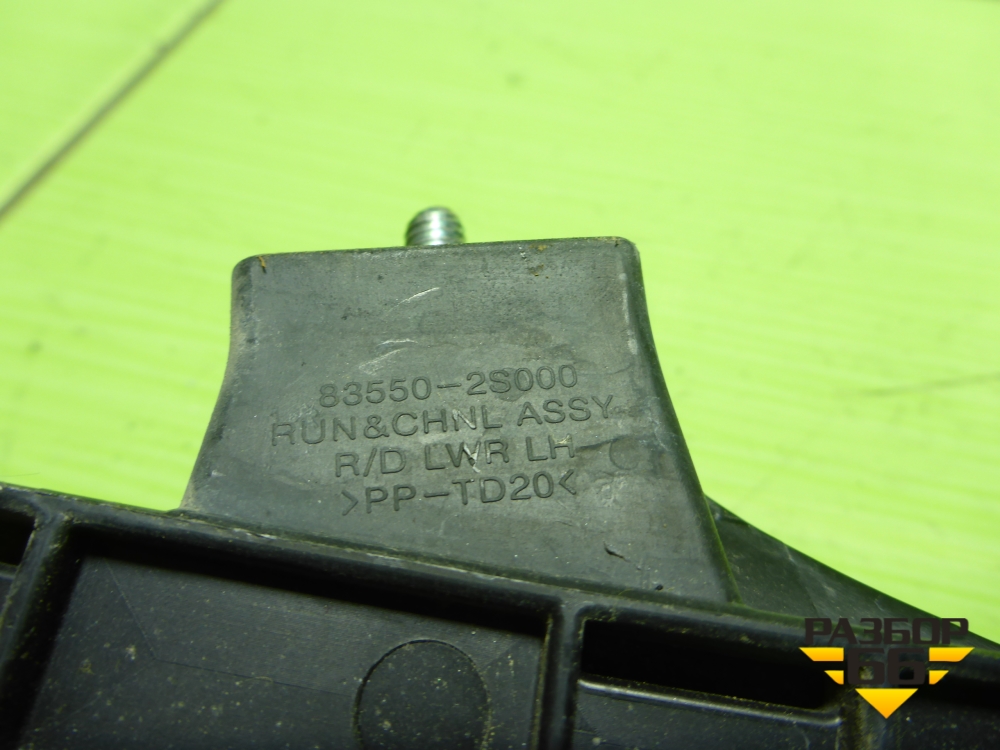 83550-2S000
RUN&CHNL ASSY
R/D LWR LH
>PP-TD20<
РАЗБОР
66